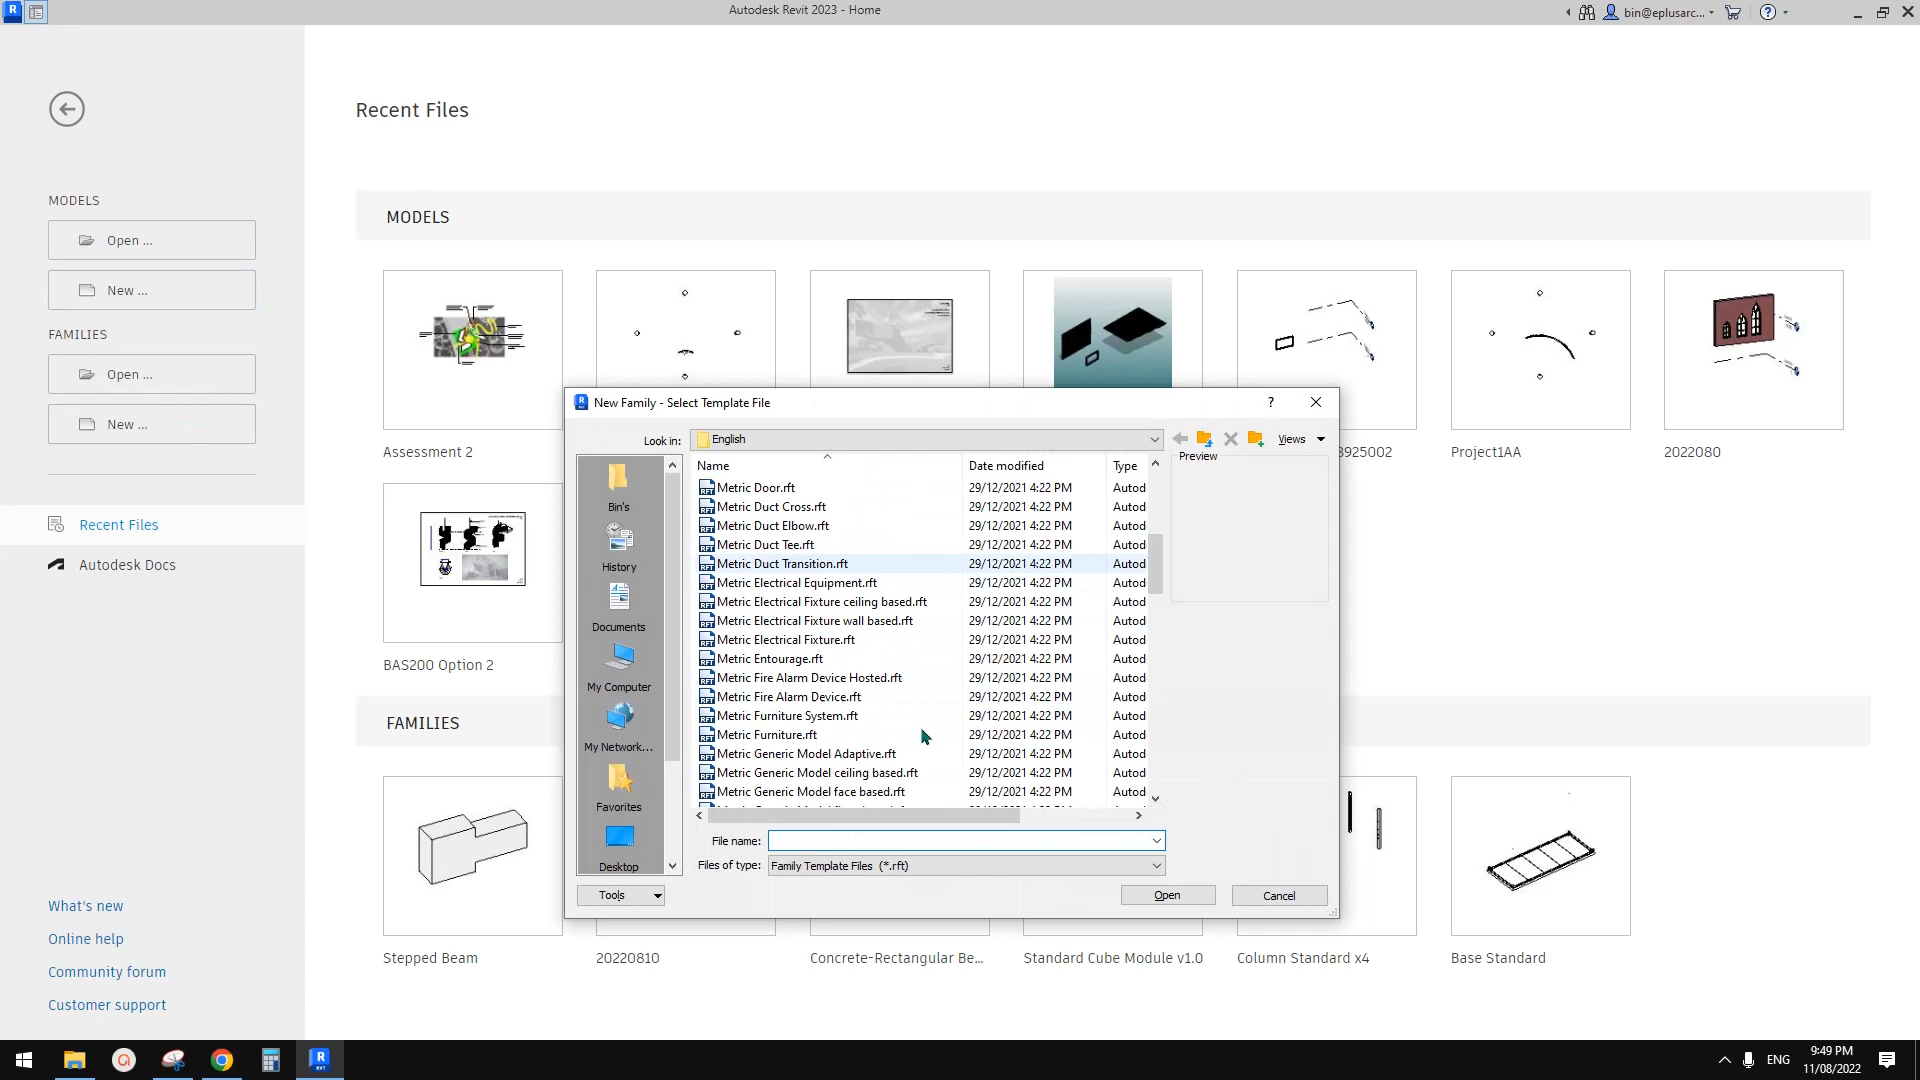 Autodesk Revit 2023 - Home
bin@eplusarc...
Recent Files
MODELS
Open ...
New ...
FAMILIES
Open ...
New ...
Recent Files
Autodesk Docs
What's new
Online help
Community forum
Customer support
MODELS
Assessment 2
3925002
Project1AA
2022080
BAS200 Option 2
FAMILIES
Stepped Beam
20220810
Concrete-Rectangular Be...
Standard Cube Module v1.0
Column Standard x4
Base Standard
New Family - Select Template File
Look in:
English
Views
Preview
Bin's
History
Documents
My Computer
My Network...
Favorites
Desktop
Name Date modified Type
Metric Door.rft 29/12/2021 4:22 PM Autod
Metric Duct Cross.rft 29/12/2021 4:22 PM Autod
Metric Duct Elbow.rft 29/12/2021 4:22 PM Autod
Metric Duct Tee.rft 29/12/2021 4:22 PM Autod
Metric Duct Transition.rft 29/12/2021 4:22 PM Autod
Metric Electrical Equipment.rft 29/12/2021 4:22 PM Autod
Metric Electrical Fixture ceiling based.rft 29/12/2021 4:22 PM Autod
Metric Electrical Fixture wall based.rft 29/12/2021 4:22 PM Autod
Metric Electrical Fixture.rft 29/12/2021 4:22 PM Autod
Metric Entourage.rft 29/12/2021 4:22 PM Autod
Metric Fire Alarm Device Hosted.rft 29/12/2021 4:22 PM Autod
Metric Fire Alarm Device.rft 29/12/2021 4:22 PM Autod
Metric Furniture System.rft 29/12/2021 4:22 PM Autod
Metric Furniture.rft 29/12/2021 4:22 PM Autod
Metric Generic Model Adaptive.rft 29/12/2021 4:22 PM Autod
Metric Generic Model ceiling based.rft 29/12/2021 4:22 PM Autod
Metric Generic Model face based.rft 29/12/2021 4:22 PM Autod
File name:
Files of type: Family Template Files (*.rft)
Tools
Open
Cancel
ENG
9:49 PM
11/08/2022